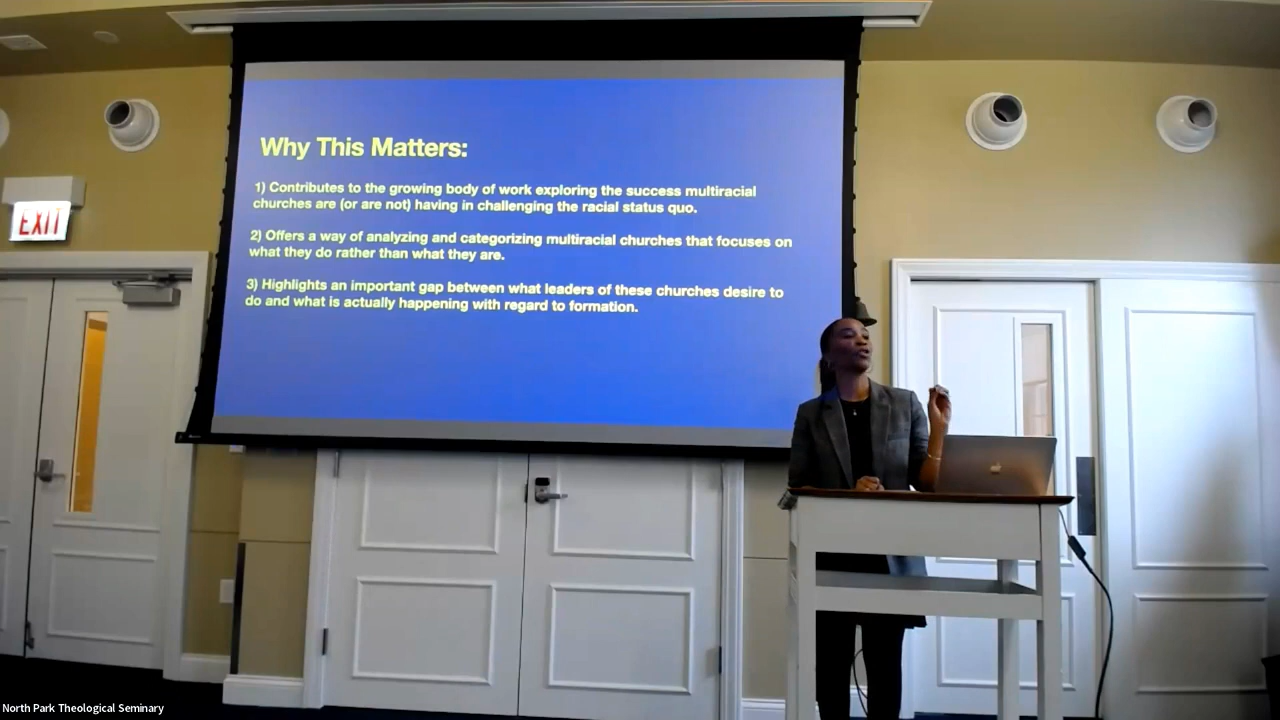 Why This Matters:
1) Contributes to the growing body of work exploring the success multiracial
churches are (or are not) having in challenging the racial status quo.
2) Offers a way of analyzing and categorizing multiracial churches that focuses on
what they do rather than what they are.
3) Highlights an important gap between what leaders of these churches desire to
do and what is actually happening with regard to formation.
EXIT
North Park Theological Seminary